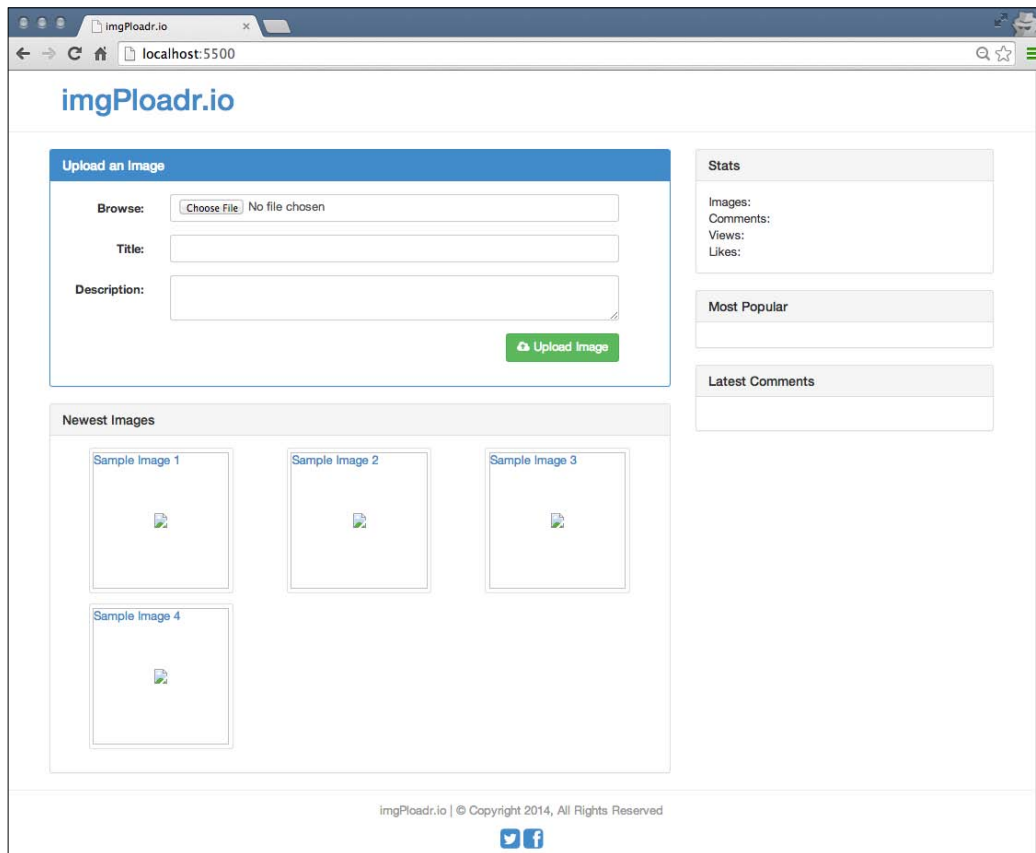 imgPloadr.io
localhost:5500
imgPloadr.io
Upload an Image
Browse: Choose File No file chosen
Title:
Description:
Upload Image
Newest Images
Sample Image 1
Sample Image 2
Sample Image 3
Sample Image 4
Stats
Images:
Comments:
Views:
Likes:
Most Popular
Latest Comments
imgPloadr.io | © Copyright 2014, All Rights Reserved